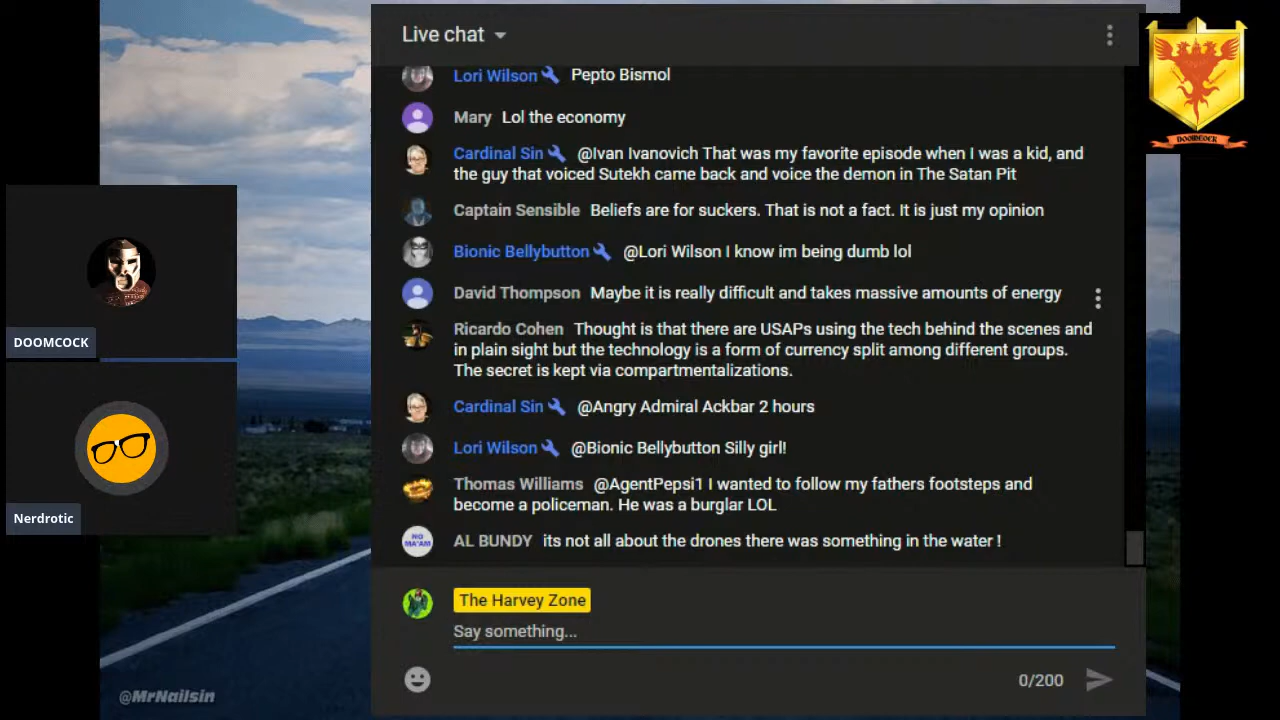 Live chat
Lori Wilson Pepto Bismol
Mary Lol the economy
Cardinal Sin @Ivan Ivanovich That was my favorite episode when I was a kid, and
the guy that voiced Sutekh came back and voice the demon in The Satan Pit
Captain Sensible Beliefs are for suckers. That is not a fact. It is just my opinion
Bionic Bellybutton @Lori Wilson I know im being dumb lol
David Thompson Maybe it is really difficult and takes massive amounts of energy
Ricardo Cohen Thought is that there are USAPs using the tech behind the scenes and
in plain sight but the technology is a form of currency split among different groups.
The secret is kept via compartmentalizations.
Cardinal Sin @Angry Admiral Ackbar 2 hours
Lori Wilson @Bionic Bellybutton Silly girl!
Thomas Williams @AgentPepsi1 I wanted to follow my fathers footsteps and
become a policeman. He was a burglar LOL
NO
MA'AM
AL BUNDY its not all about the drones there was something in the water !
The Harvey Zone
Say something...
0/200
DOOMCOCK
DOOMCOCK
Nerdrotic
@MrNailsin